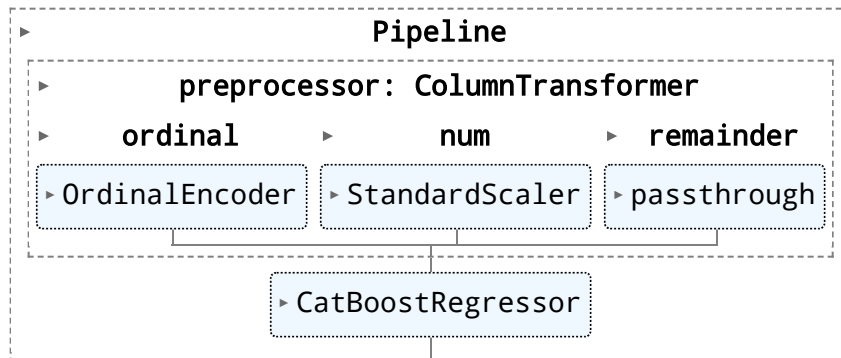 Pipeline
preprocessor: ColumnTransformer
ordinal num remainder
OrdinalEncoder StandardScaler passthrough
CatBoostRegressor